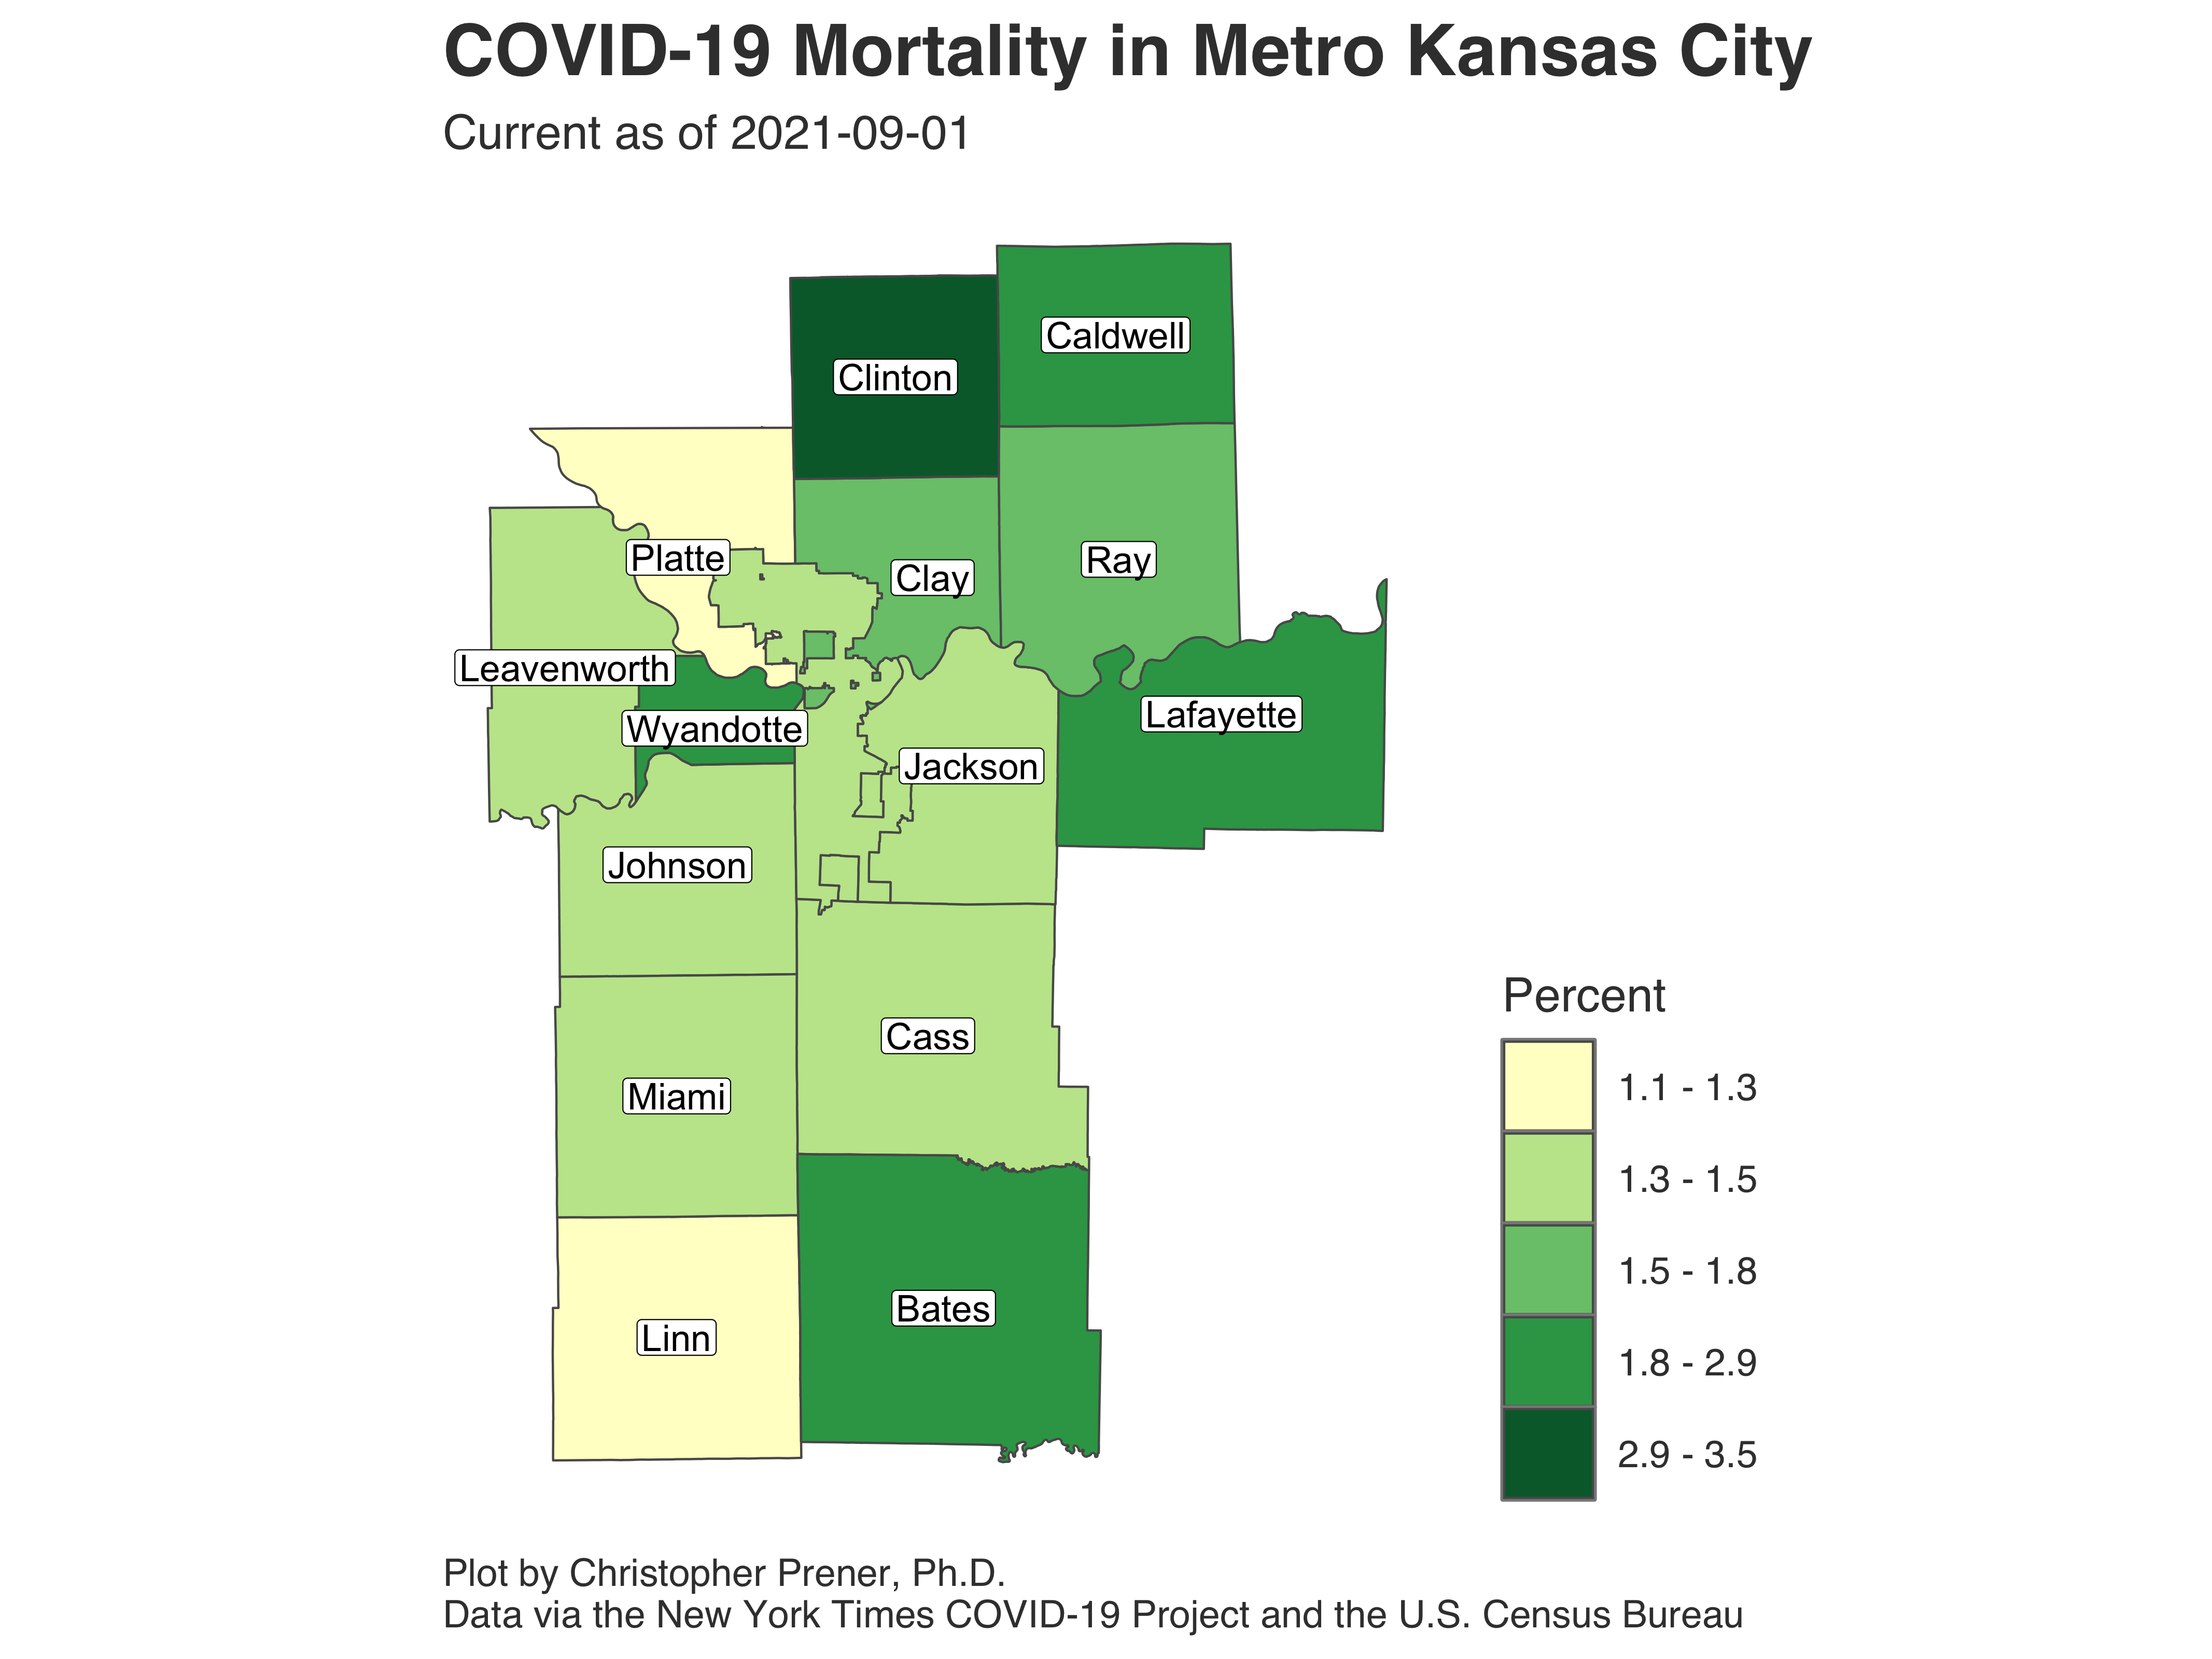 COVID-19 Mortality in Metro Kansas City
Current as of 2021-09-01
Caldwell
Clinton
Platte
Clay
Ray
Leavenworth
Wyandotte
Lafayette
Jackson
Johnson
Cass
Miami
Bates
Linn
Percent
1.1 - 1.3
1.3 - 1.5
1.5 - 1.8
1.8 - 2.9
2.9 - 3.5
Plot by Christopher Prener, Ph.D.
Data via the New York Times COVID-19 Project and the U.S. Census Bureau